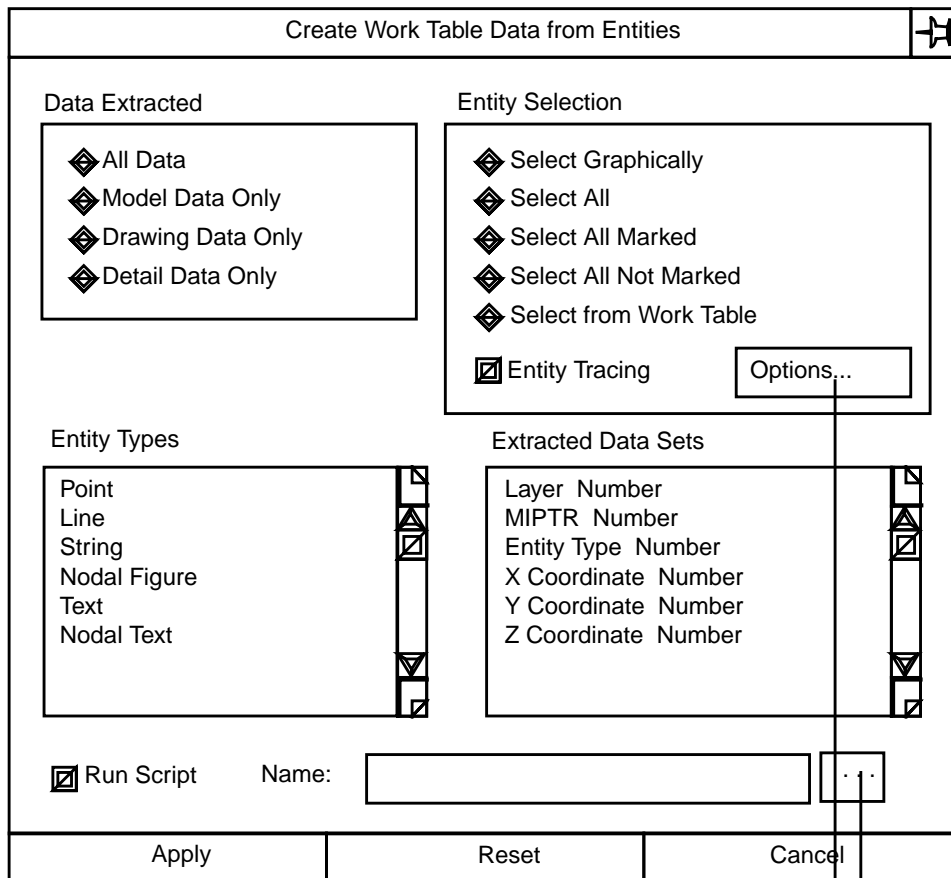 Create Work Table Data from Entities
Data Extracted
All Data
Model Data Only
Drawing Data Only
Detail Data Only
Entity Selection
Select Graphically
Select All
Select All Marked
Select All Not Marked
Select from Work Table
Entity Tracing
Options...
Entity Types
Point
Line
String
Nodal Figure
Text
Nodal Text
Extracted Data Sets
Layer Number
MIPTR Number
Entity Type Number
X Coordinate Number
Y Coordinate Number
Z Coordinate Number
Run Script
Name:
...
Apply
Reset
Cancel